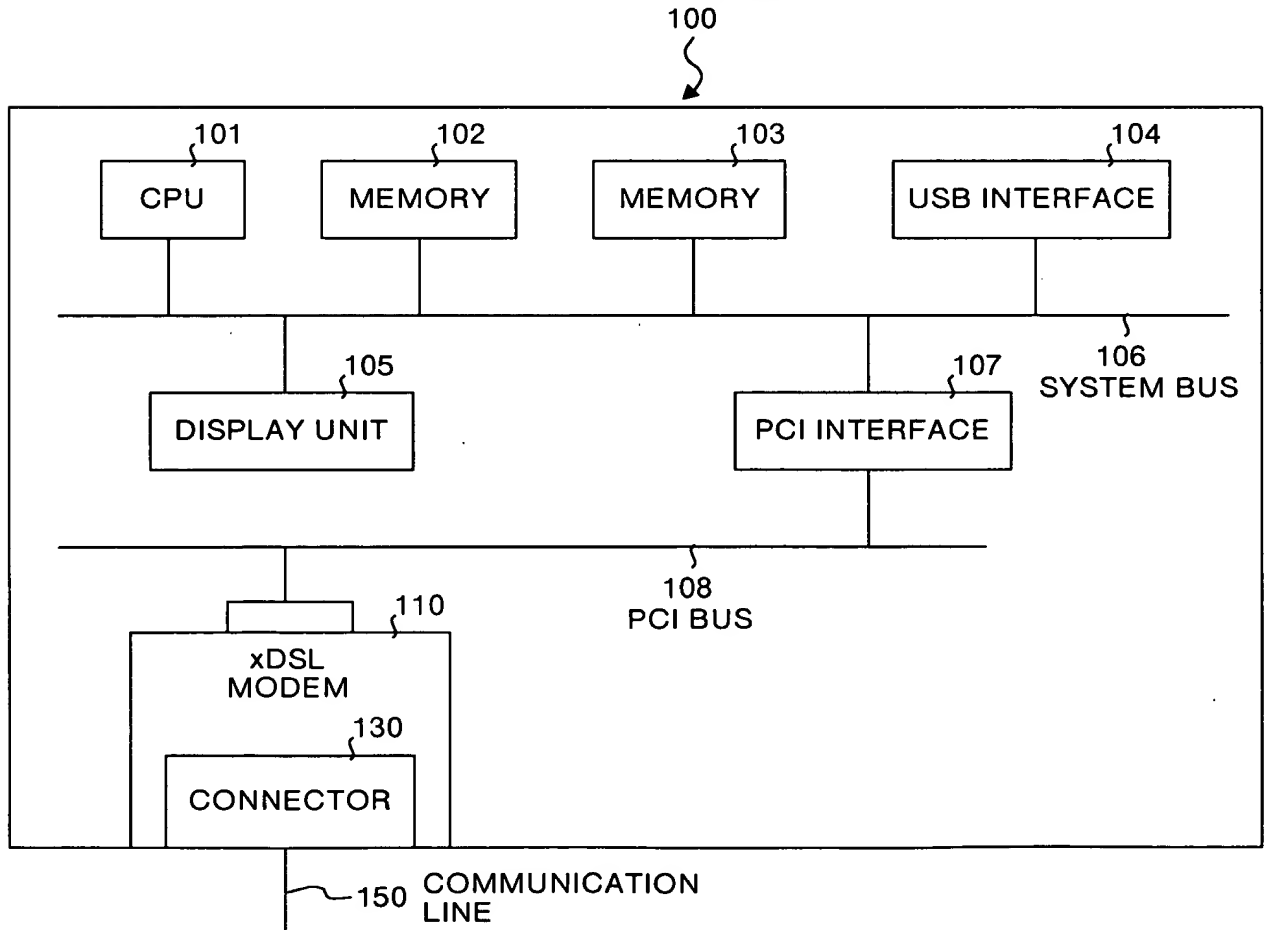 100
101
102
103
104
CPU
MEMORY
MEMORY
USB INTERFACE
106
SYSTEM BUS
105
107
DISPLAY UNIT
PCI INTERFACE
108
PCI BUS
110
xDSL
MODEM
130
CONNECTOR
150
COMMUNICATION
LINE